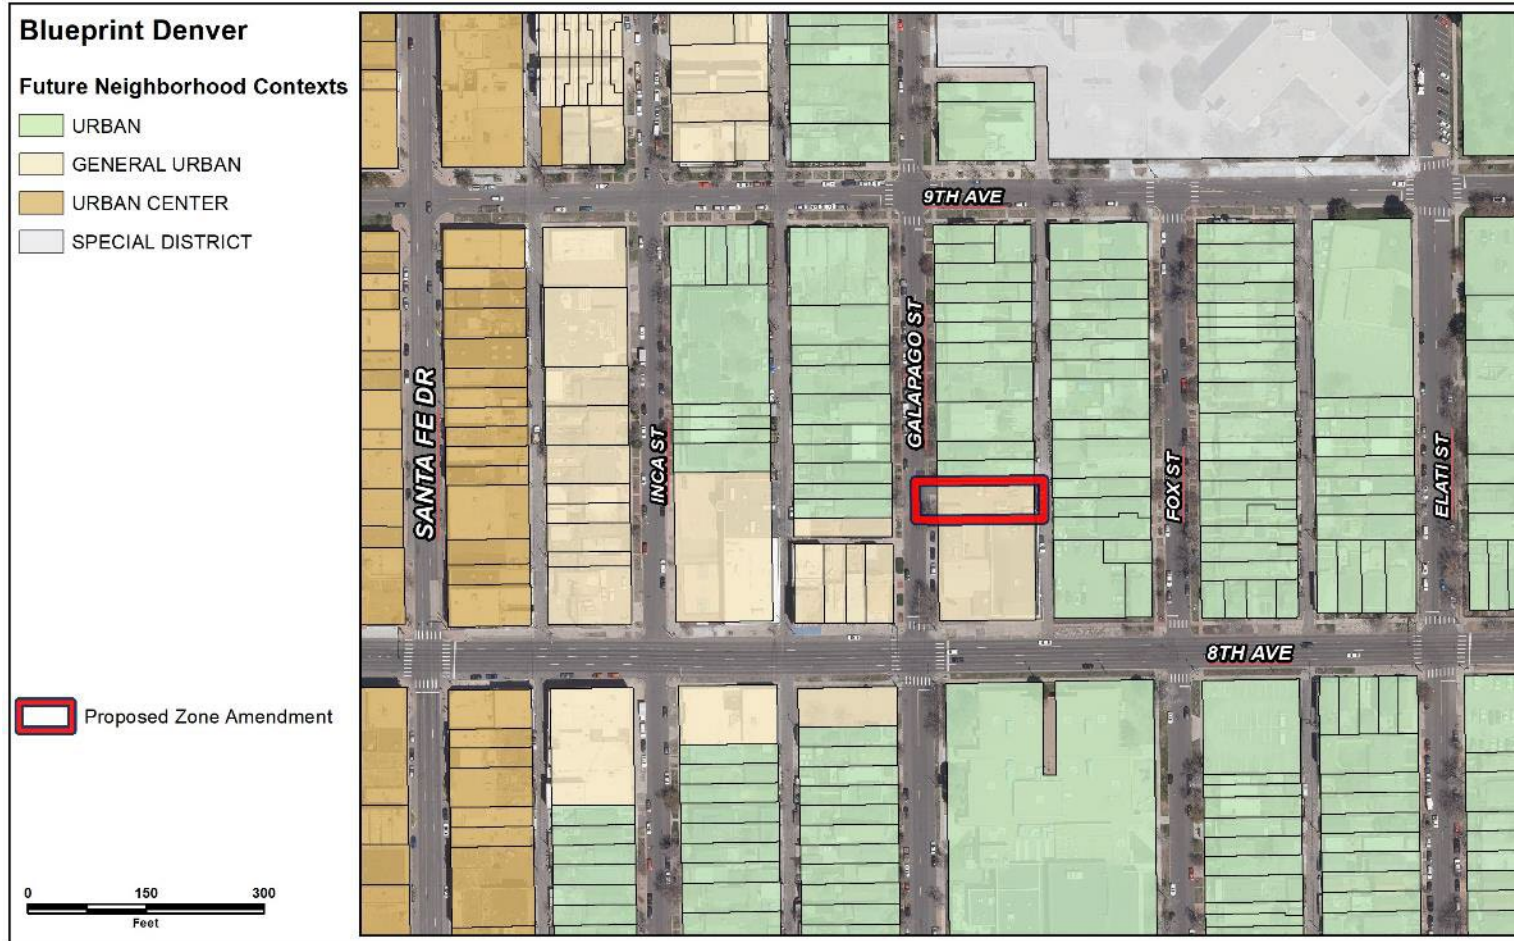 Blueprint Denver
Future Neighborhood Contexts
URBAN
GENERAL URBAN
URBAN CENTER
SPECIAL DISTRICT
Proposed Zone Amendment
0 150 300
Feet
9TH AVE
SANTA FE DR
INCA ST
GALAPAGO ST
FOX ST
ELATI ST
8TH AVE